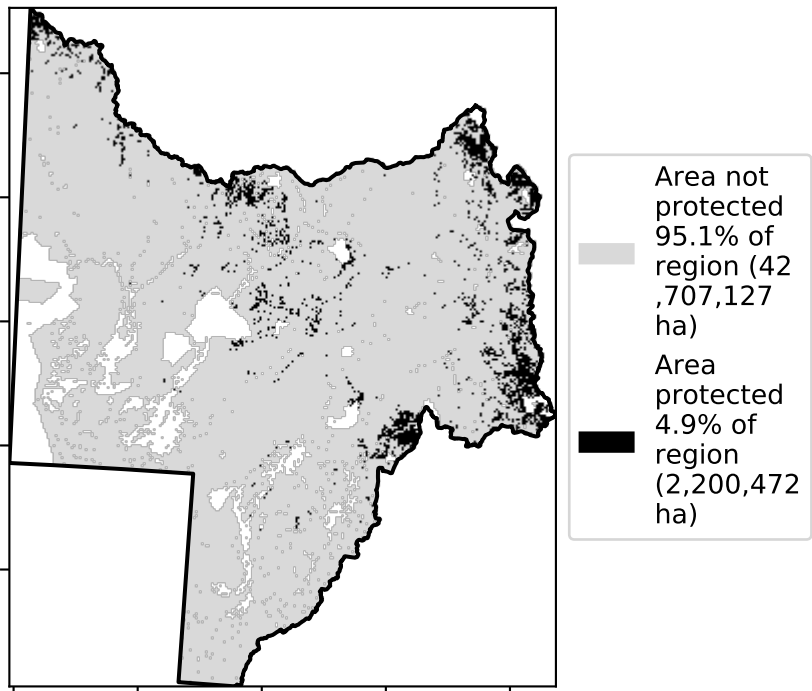 Area not
protected
95.1% of
region (42
,707,127
ha)
Area
protected
4.9% of
region
(2,200,472
ha)